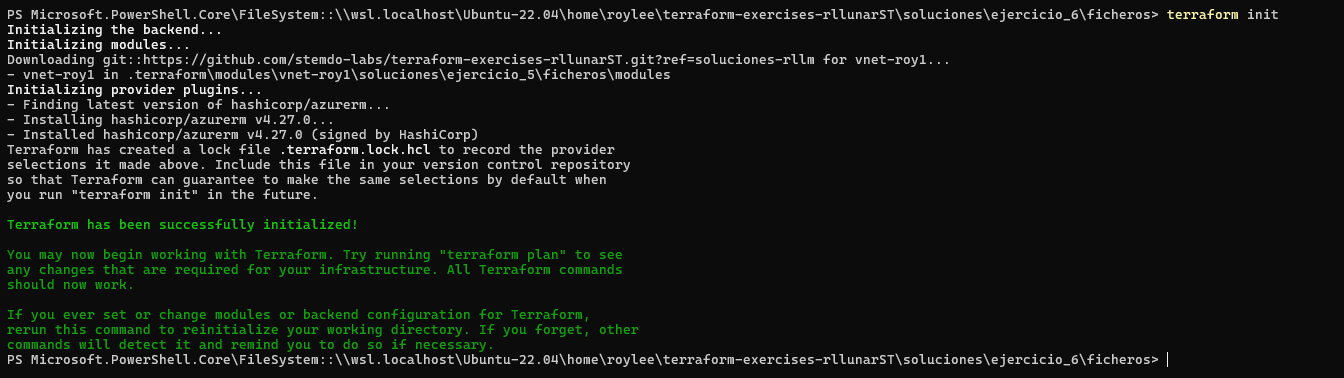 PS Microsoft.PowerShell.Core\FileSystem::\\wsl.localhost\Ubuntu-22.04\home\roylee\terraform-exercises-rllunarST\soluciones\ejercicio_6\ficheros> terraform init
Initializing the backend...
Initializing modules...
Downloading git::https://github.com/stemdo-labs/terraform-exercises-rllunarST.git?ref=soluciones-rllm for vnet-roy1...
- vnet-roy1 in .terraform\modules\vnet-roy1\soluciones\ejercicio_5\ficheros\modules
Initializing provider plugins...
- Finding latest version of hashicorp/azurerm...
- Installing hashicorp/azurerm v4.27.0...
- Installed hashicorp/azurerm v4.27.0 (signed by HashiCorp)
Terraform has created a lock file .terraform.lock.hcl to record the provider
selections it made above. Include this file in your version control repository
so that Terraform can guarantee to make the same selections by default when
you run "terraform init" in the future.
Terraform has been successfully initialized!
You may now begin working with Terraform. Try running "terraform plan" to see
any changes that are required for your infrastructure. All Terraform commands
should now work.
If you ever set or change modules or backend configuration for Terraform,
rerun this command to reinitialize your working directory. If you forget, other
commands will detect it and remind you to do so if necessary.
PS Microsoft.PowerShell.Core\FileSystem::\\wsl.localhost\Ubuntu-22.04\home\roylee\terraform-exercises-rllunarST\soluciones\ejercicio_6\ficheros>